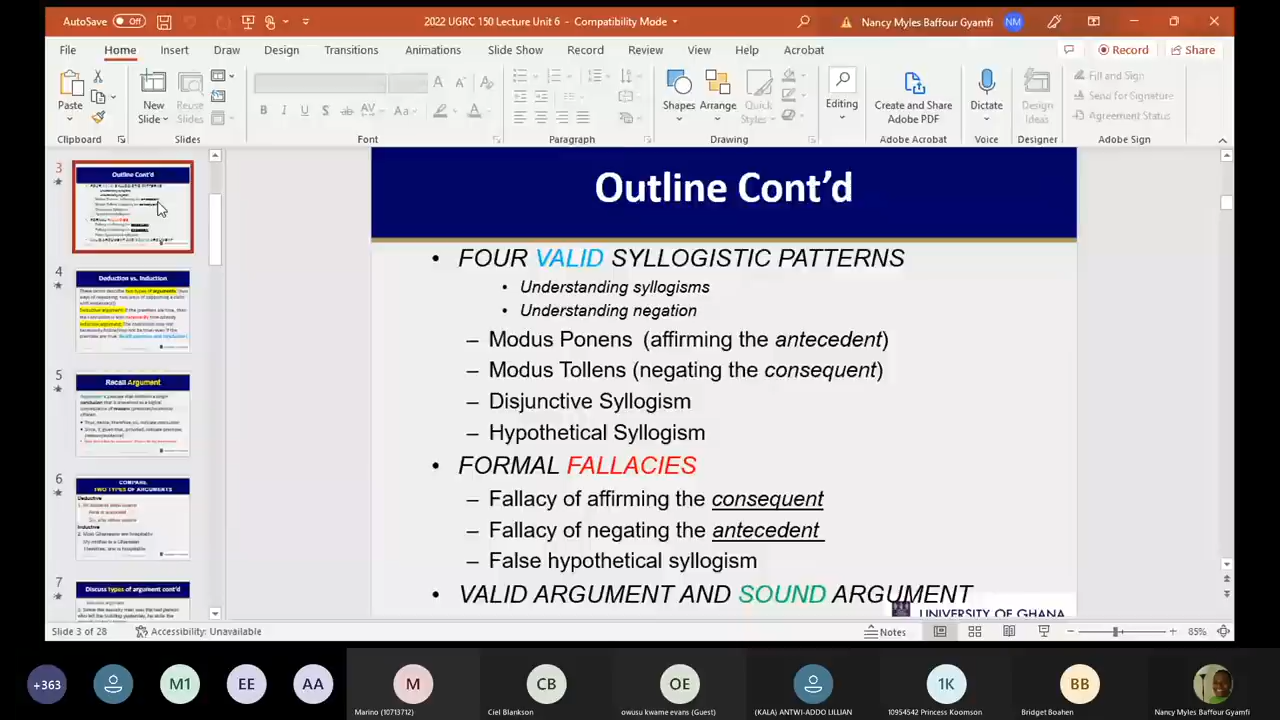 AutoSave Off
2022 UGRC 150 Lecture Unit 6 - Compatibility Mode
Nancy Myles Baffour Gyamfi NM
File Home Insert Draw Design Transitions Animations Slide Show Record Review View Help Acrobat
Record Share
Paste
New Slide
Reuse Slides
Shapes Arrange Quick Styles
Editing
Create and Share Adobe PDF
Dictate
Design Ideas
Fill and Sign
Send for Signature
Agreement Status
Clipboard Slides Font Paragraph Drawing Adobe Acrobat Voice Designer Adobe Sign
3
Outline Cont'd
4
Deduction vs. Induction
5
Recall Argument
6
COMPARE
TWO TYPES OF ARGUMENTS
Deductive
Inductive
7
Discuss types of argument cont'd
Outline Cont'd
• FOUR VALID SYLLOGISTIC PATTERNS
• Understanding syllogisms
• Understanding negation
– Modus Ponens (affirming the antecedent)
– Modus Tollens (negating the consequent)
– Disjunctive Syllogism
– Hypothetical Syllogism
• FORMAL FALLACIES
– Fallacy of affirming the consequent
– Fallacy of negating the antecedent
– False hypothetical syllogism
• VALID ARGUMENT AND SOUND ARGUMENT
UNIVERSITY OF GHANA
Slide 3 of 28 Accessibility: Unavailable Notes 85%
+363 M1 EE AA M CB OE 1K BB
Marino (10713712) Ciel Blankson owusu kwame evans (Guest) (KALA) ANTWI-ADDO LILLIAN 10954542 Princess Koomson Bridget Boahen Nancy Myles Baffour Gyamfi